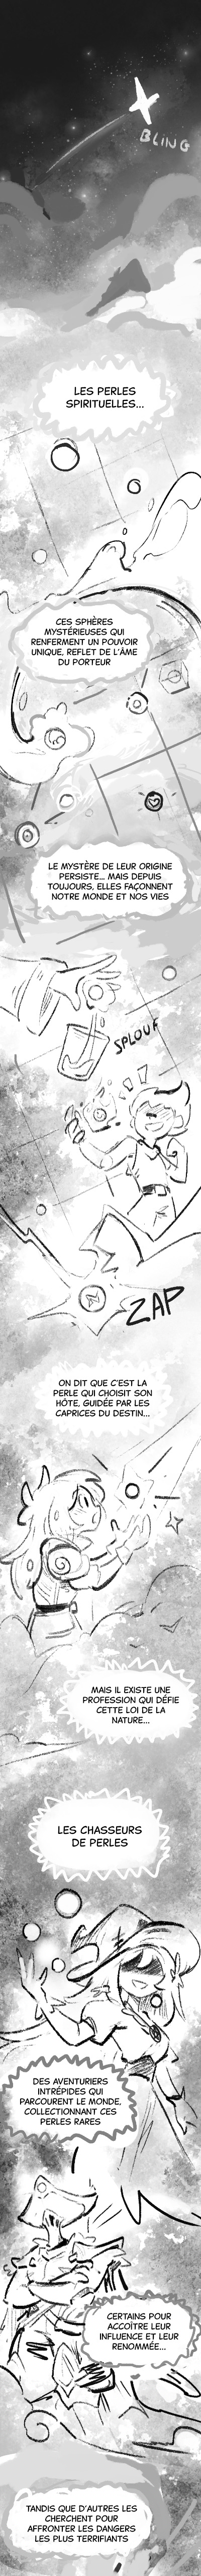 BLING
LES PERLES
SPIRITUELLES...
CES SPHÈRES
MYSTÉRIEUSES QUI
RENFERMENT UN POUVOIR
UNIQUE, REFLET DE L'ÂME
DU PORTEUR
LE MYSTÈRE DE LEUR ORIGINE
PERSISTE... MAIS DEPUIS
TOUJOURS, ELLES FAÇONNENT
NOTRE MONDE ET NOS VIES
SPLOUF
ZAP
ON DIT QUE C'EST LA
PERLE QUI CHOISIT SON
HÔTE, GUIDÉE PAR LES
CAPRICES DU DESTIN...
MAIS IL EXISTE UNE
PROFESSION QUI DÉFIE
CETTE LOI DE LA
NATURE...
LES CHASSEURS
DE PERLES
DES AVENTURIERS
INTRÉPIDES QUI
PARCOURENT LE MONDE,
COLLECTIONNANT CES
PERLES RARES
CERTAINS POUR
ACCOÎTRE LEUR
INFLUENCE ET LEUR
RENOMMÉE...
TANDIS QUE D'AUTRES LES
CHERCHENT POUR
AFFRONTER LES DANGERS
LES PLUS TERRIFIANTS